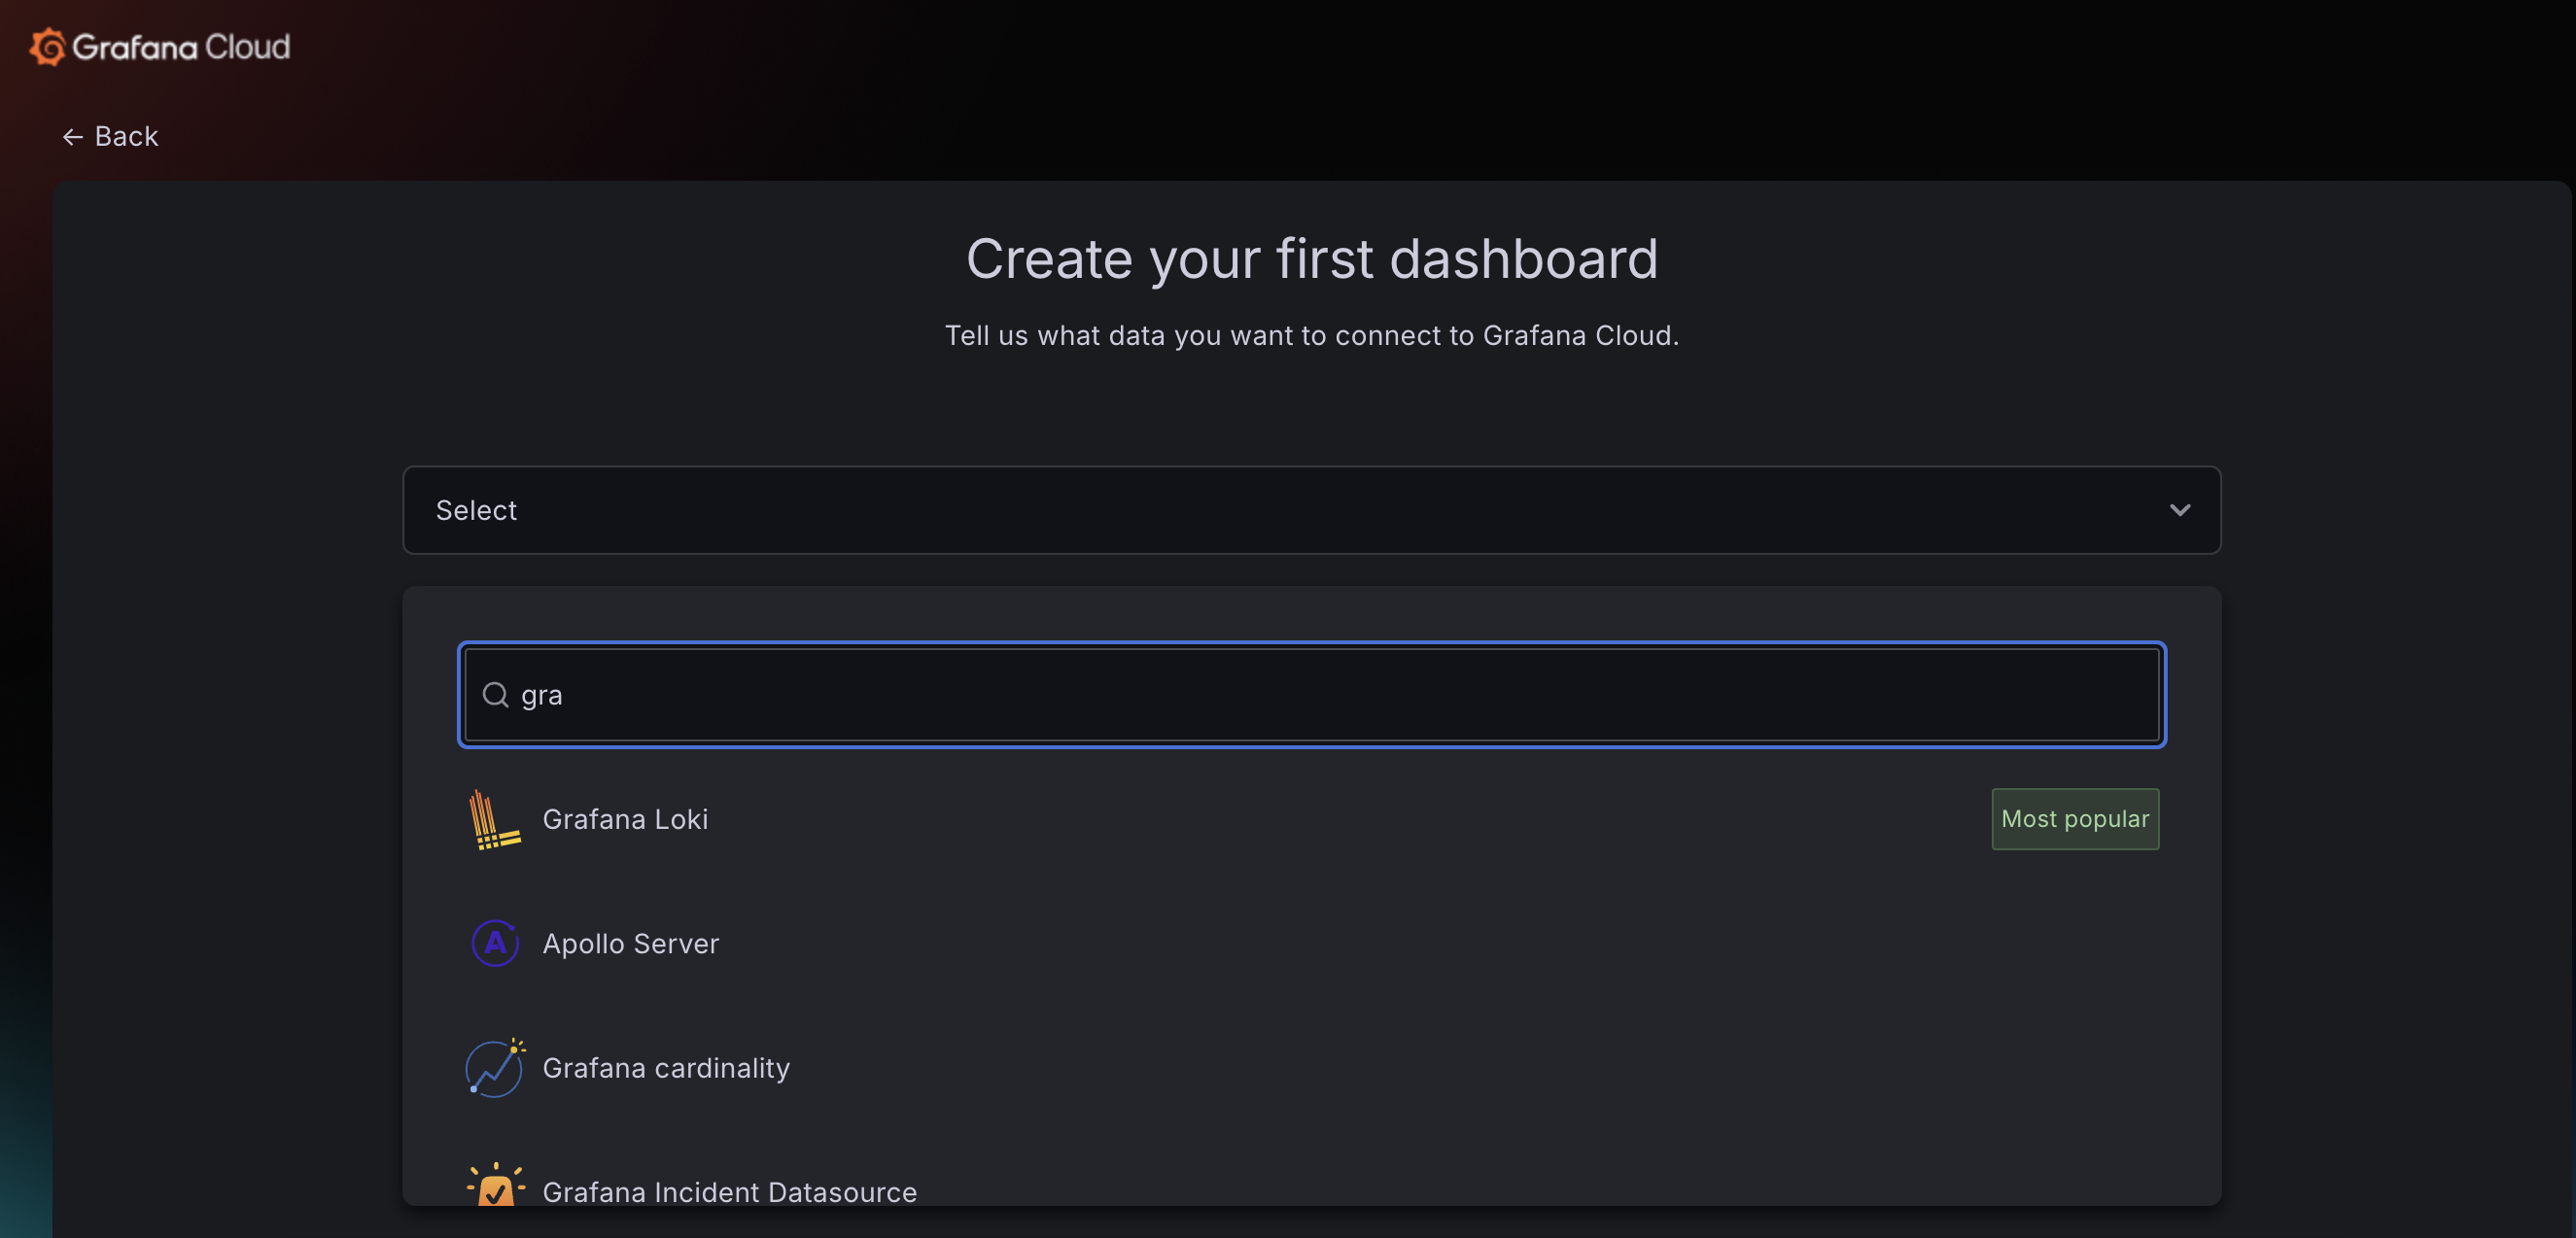 Grafana Cloud
← Back
Create your first dashboard
Tell us what data you want to connect to Grafana Cloud.
Select
gra
Grafana Loki
Most popular
Apollo Server
Grafana cardinality
Grafana Incident Datasource